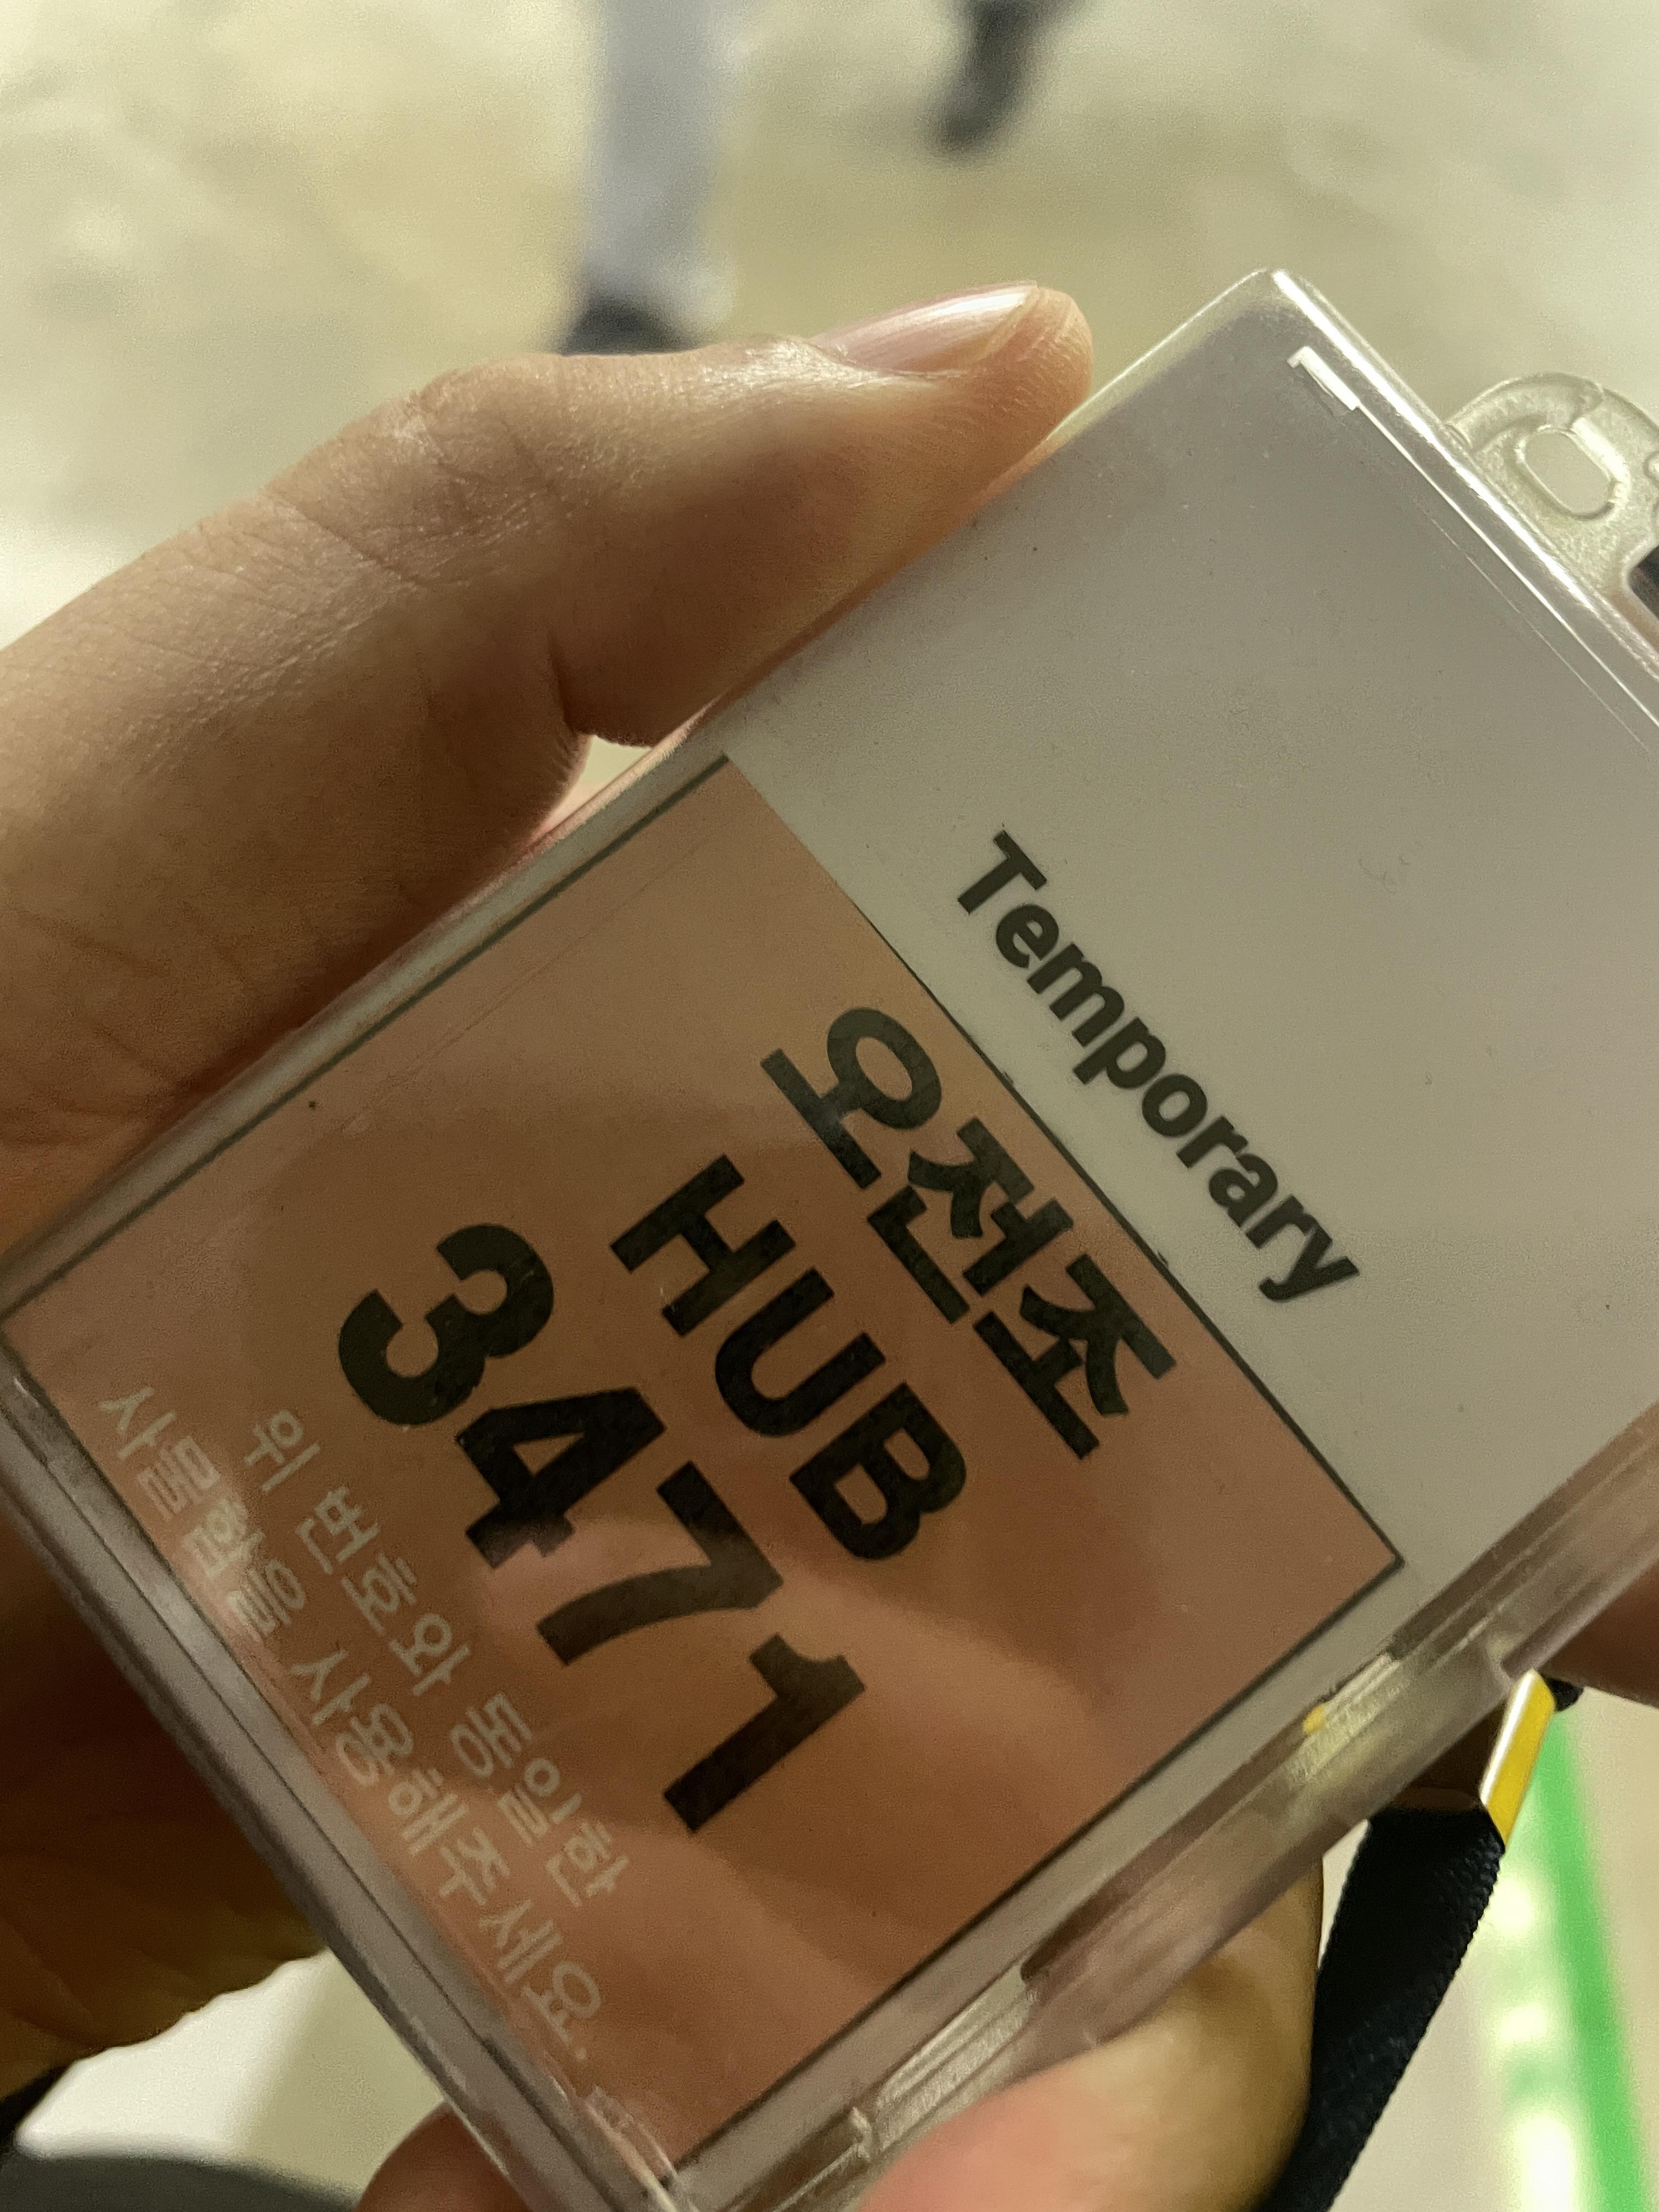 Temporary
오전조
HUB
3471
위 번호와 동일한
사물함을 사용해주세요.